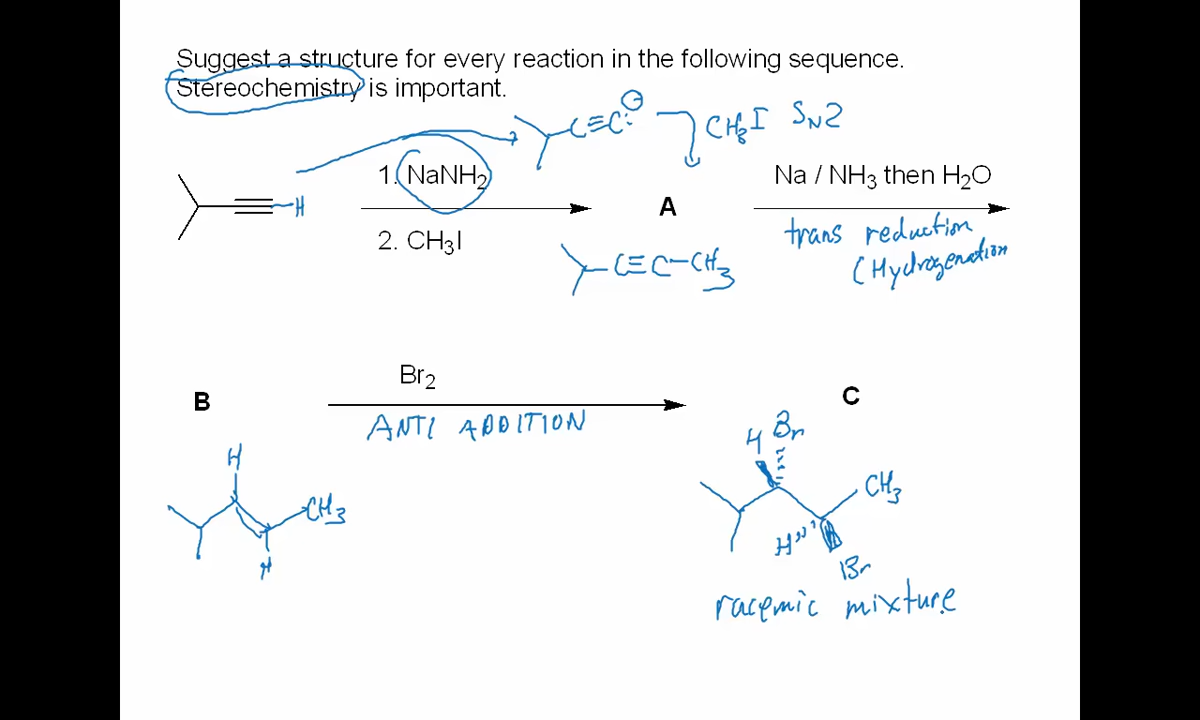 Suggest a structure for every reaction in the following sequence.
Stereochemistry is important.
C≡C:⊖ CH3I SN2
1. NaNH2
Na / NH3 then H2O
H
A
2. CH3I
trans reduction
(Hydrogenation
C≡C-CH3
Br2
B
C
ANTI ADDITION
H Br
H
CH3
CH3
H
H
Br
racemic mixture